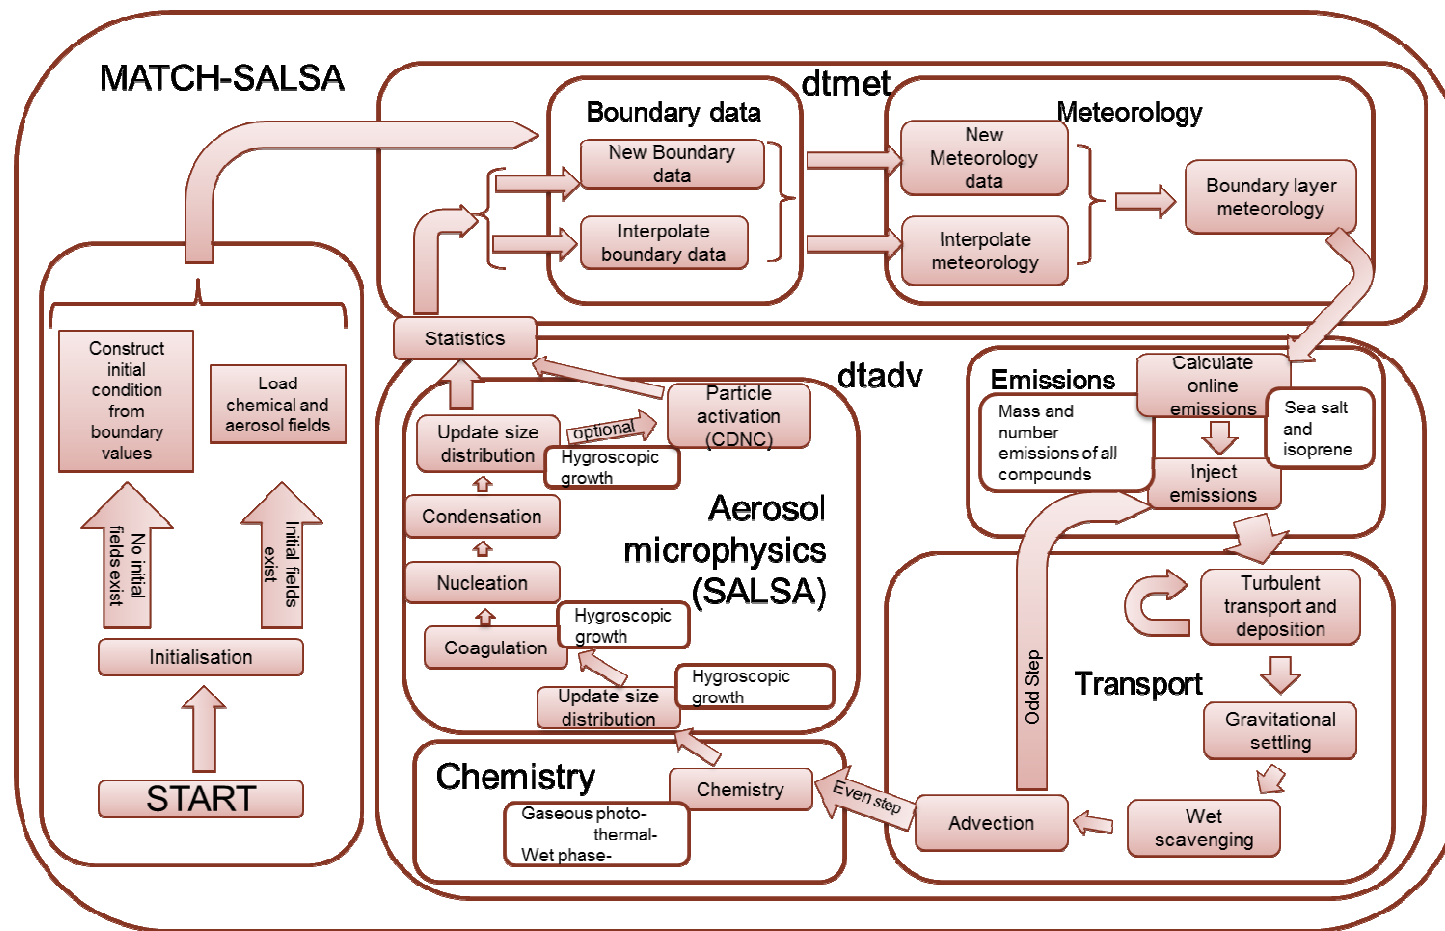 MATCH-SALSA
dtmet
Boundary data
New Boundary
data
Interpolate
boundary data
Meteorology
New
Meteorology
data
Interpolate
meteorology
Boundary layer
meteorology
Construct
initial
condition
from
boundary
values
Load
chemical and
aerosol fields
No initial
fields exist
Initial fields
exist
Initialisation
START
Statistics
dtadv
Particle
activation
(CDNC)
optional
Update size
distribution
Hygroscopic
growth
Condensation
Nucleation
Coagulation
Hygroscopic
growth
Update size
distribution
Hygroscopic
growth
Aerosol
microphysics
(SALSA)
Chemistry
Chemistry
Gaseous photo-
thermal-
Wet phase-
Even step
Emissions
Calculate
online
emissions
Mass and
number
emissions of all
compounds
Sea salt
and
isoprene
Inject
emissions
Odd Step
Turbulent
transport and
deposition
Transport
Gravitational
settling
Wet
scavenging
Advection